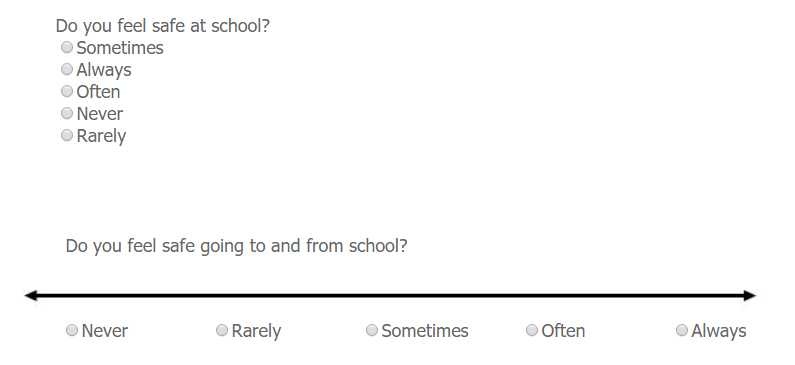 Do you feel safe at school?
Sometimes
Always
Often
Never
Rarely
Do you feel safe going to and from school?
Never Rarely Sometimes Often Always